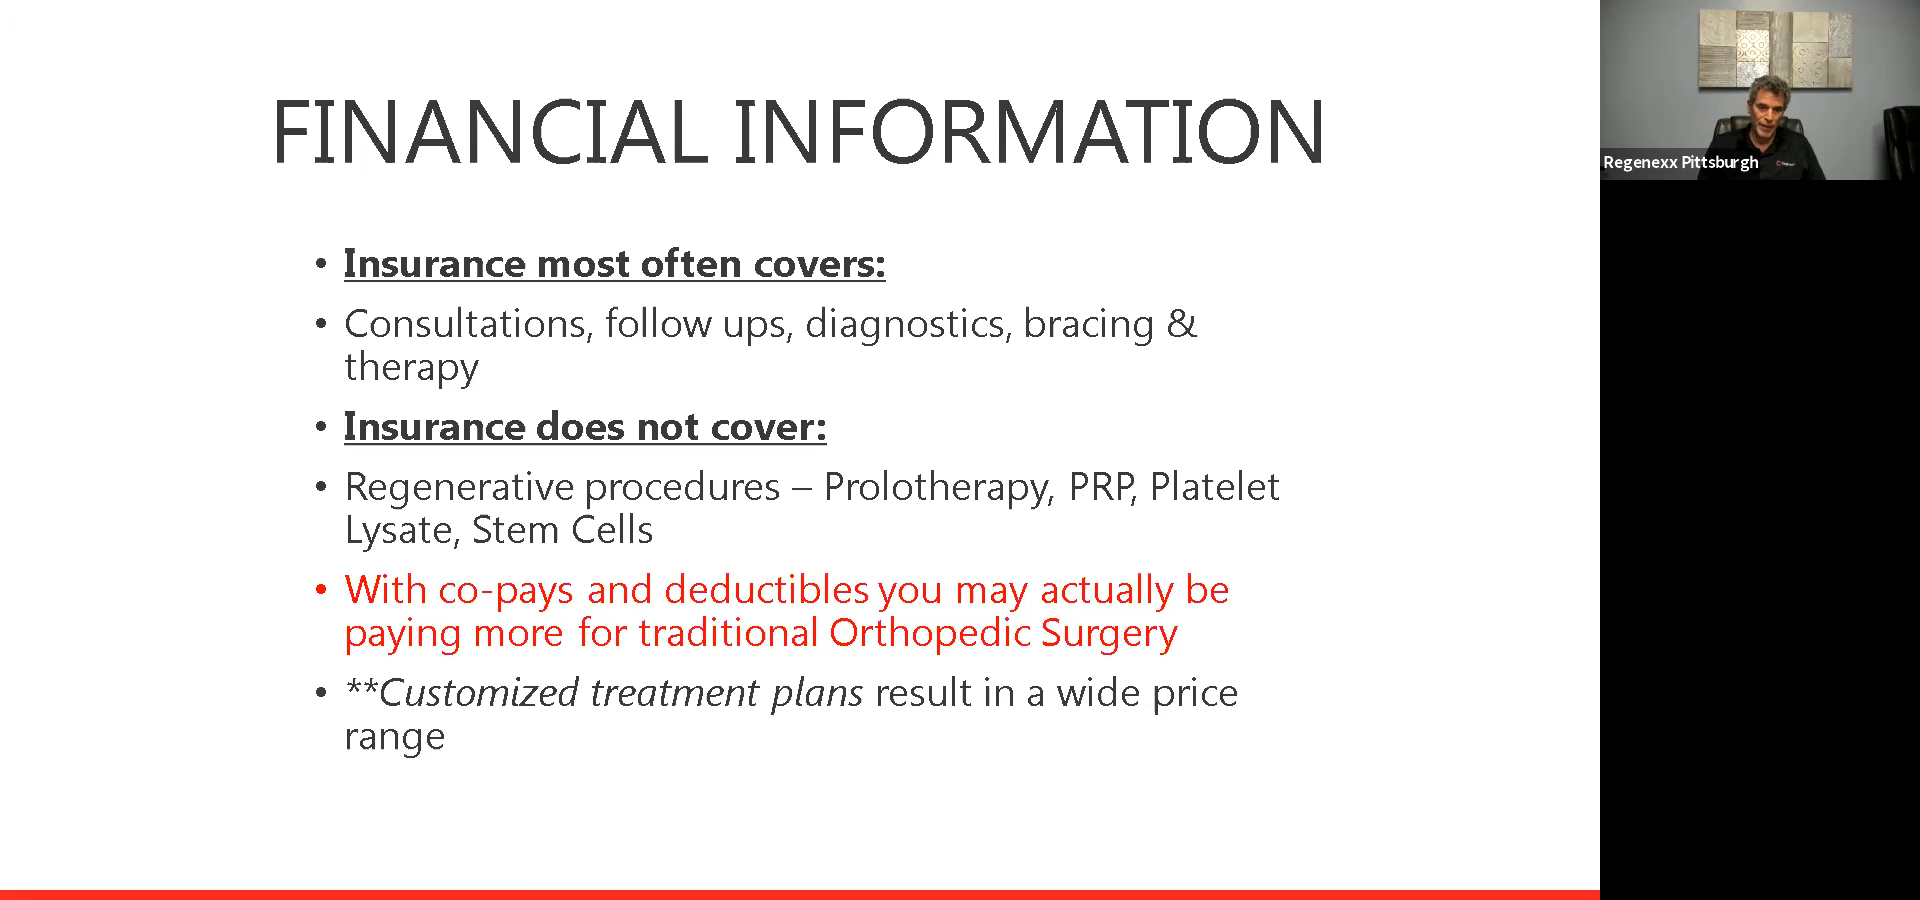 FINANCIAL INFORMATION
• Insurance most often covers:
• Consultations, follow ups, diagnostics, bracing &
therapy
• Insurance does not cover:
• Regenerative procedures – Prolotherapy, PRP, Platelet
Lysate, Stem Cells
• With co-pays and deductibles you may actually be
paying more for traditional Orthopedic Surgery
• **Customized treatment plans result in a wide price
range
Regenexx Pittsburgh